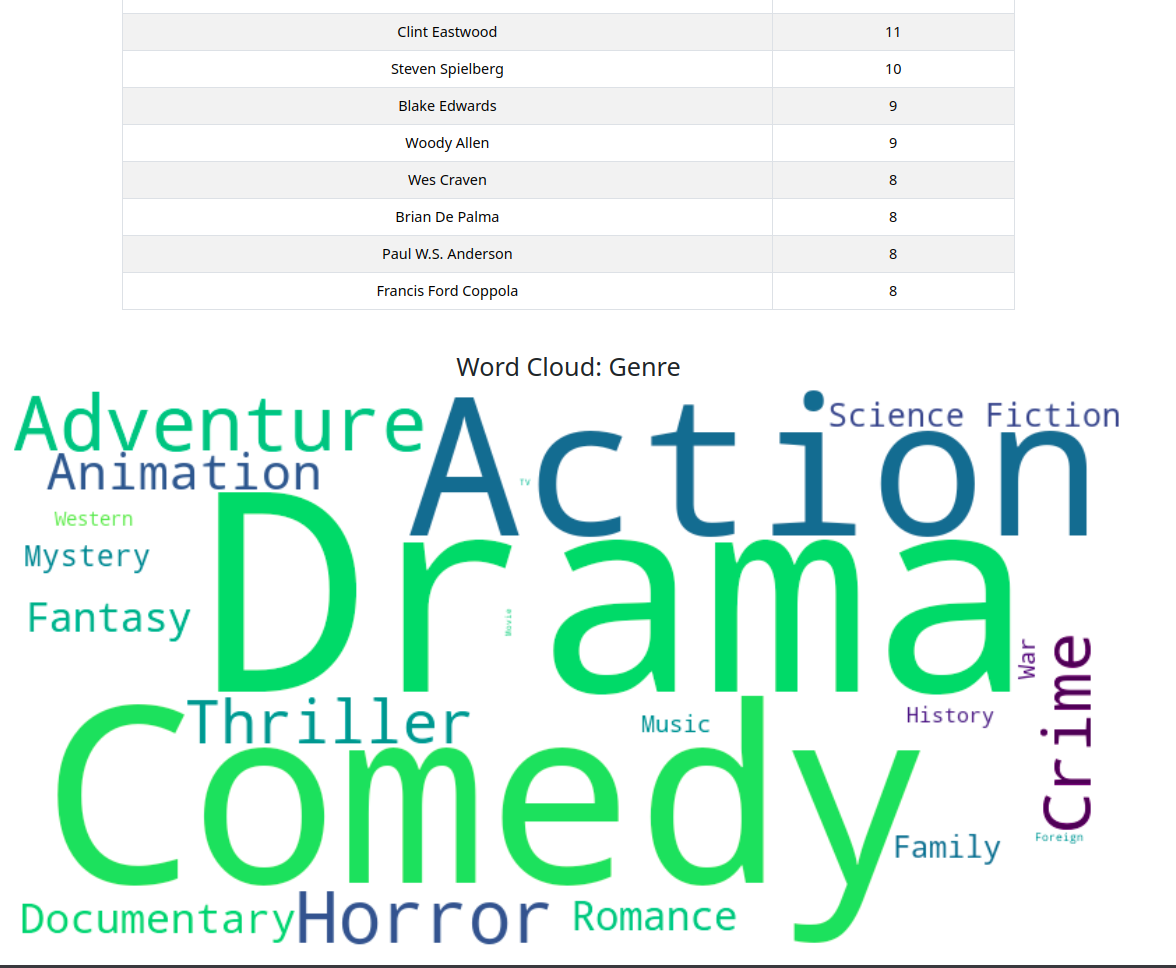 Clint Eastwood 11
Steven Spielberg 10
Blake Edwards 9
Woody Allen 9
Wes Craven 8
Brian De Palma 8
Paul W.S. Anderson 8
Francis Ford Coppola 8
Word Cloud: Genre
Adventure
Action
Science Fiction
Animation
TV
Western
Drama
Mystery
Fantasy
Movie
War
Crime
Thriller
Music
History
Comedy
Foreign
Family
Documentary
Horror
Romance